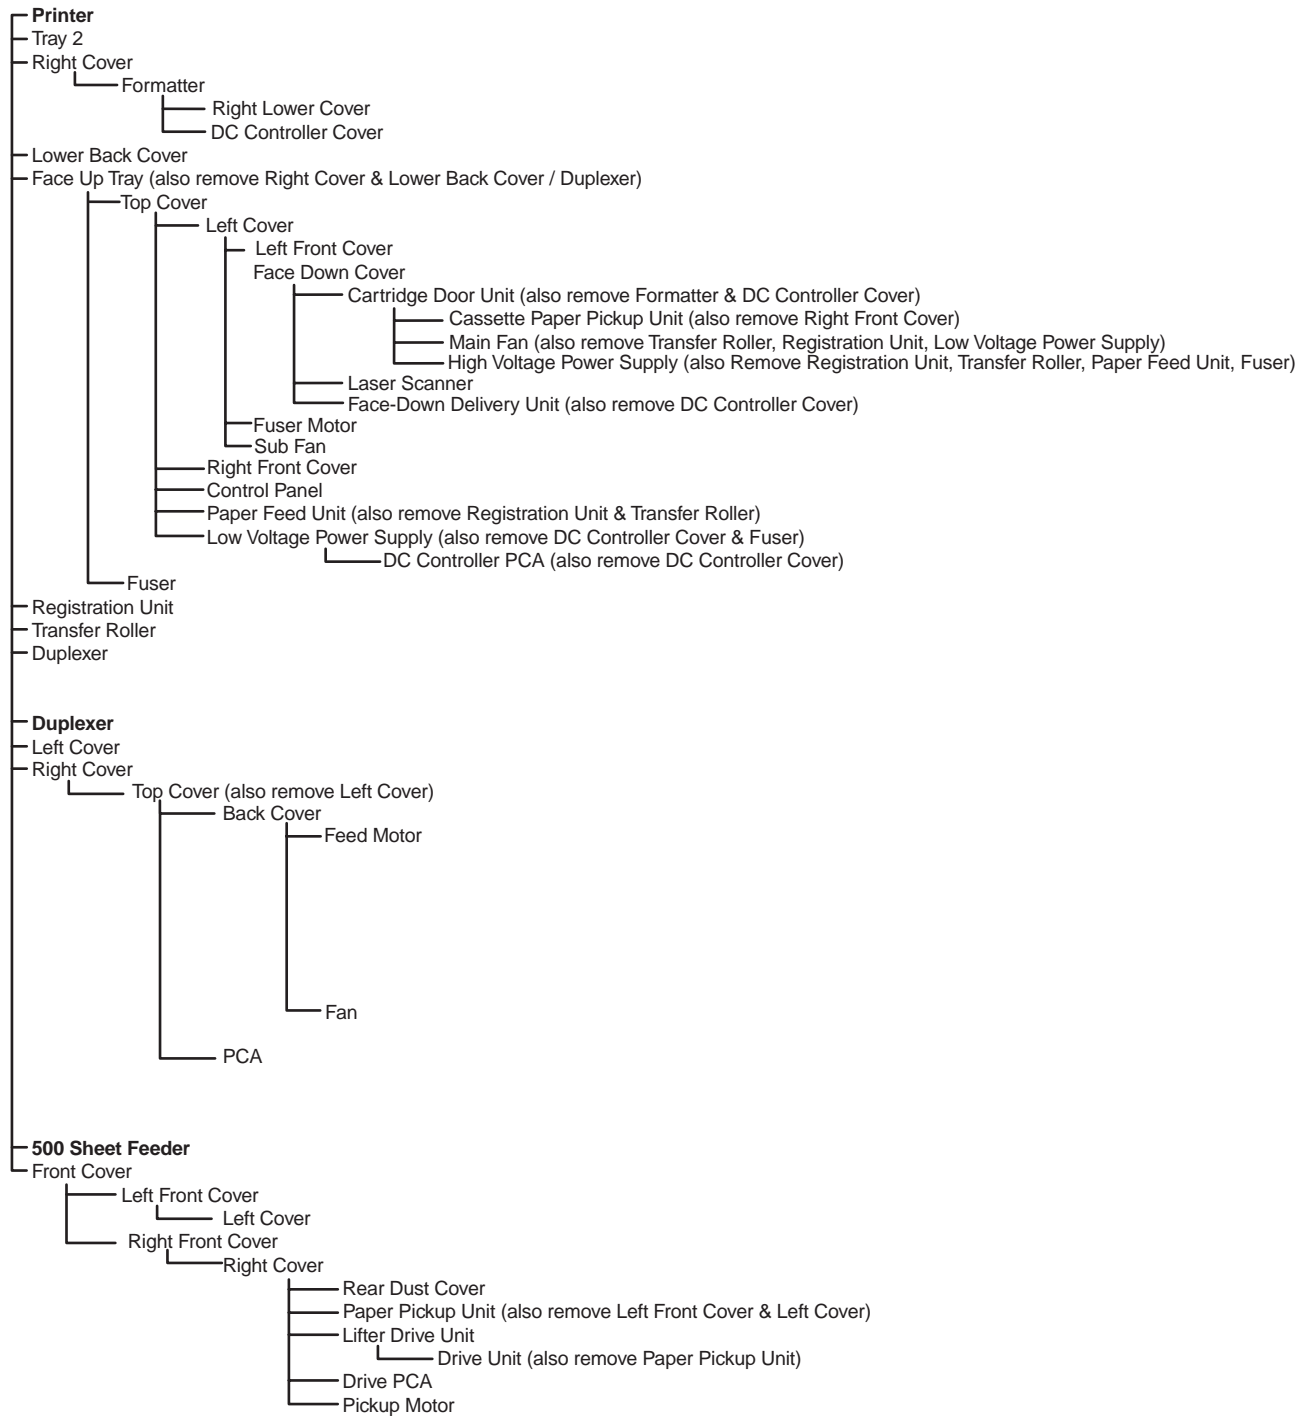 Printer
Tray 2
Right Cover
Formatter
Right Lower Cover
DC Controller Cover
Lower Back Cover
Face Up Tray (also remove Right Cover & Lower Back Cover / Duplexer)
Top Cover
Left Cover
Left Front Cover
Face Down Cover
Cartridge Door Unit (also remove Formatter & DC Controller Cover)
Cassette Paper Pickup Unit (also remove Right Front Cover)
Main Fan (also remove Transfer Roller, Registration Unit, Low Voltage Power Supply)
High Voltage Power Supply (also Remove Registration Unit, Transfer Roller, Paper Feed Unit, Fuser)
Laser Scanner
Face-Down Delivery Unit (also remove DC Controller Cover)
Fuser Motor
Sub Fan
Right Front Cover
Control Panel
Paper Feed Unit (also remove Registration Unit & Transfer Roller)
Low Voltage Power Supply (also remove DC Controller Cover & Fuser)
DC Controller PCA (also remove DC Controller Cover)
Fuser
Registration Unit
Transfer Roller
Duplexer
Duplexer
Left Cover
Right Cover
Top Cover (also remove Left Cover)
Back Cover
Feed Motor
Fan
PCA
500 Sheet Feeder
Front Cover
Left Front Cover
Left Cover
Right Front Cover
Right Cover
Rear Dust Cover
Paper Pickup Unit (also remove Left Front Cover & Left Cover)
Lifter Drive Unit
Drive Unit (also remove Paper Pickup Unit)
Drive PCA
Pickup Motor